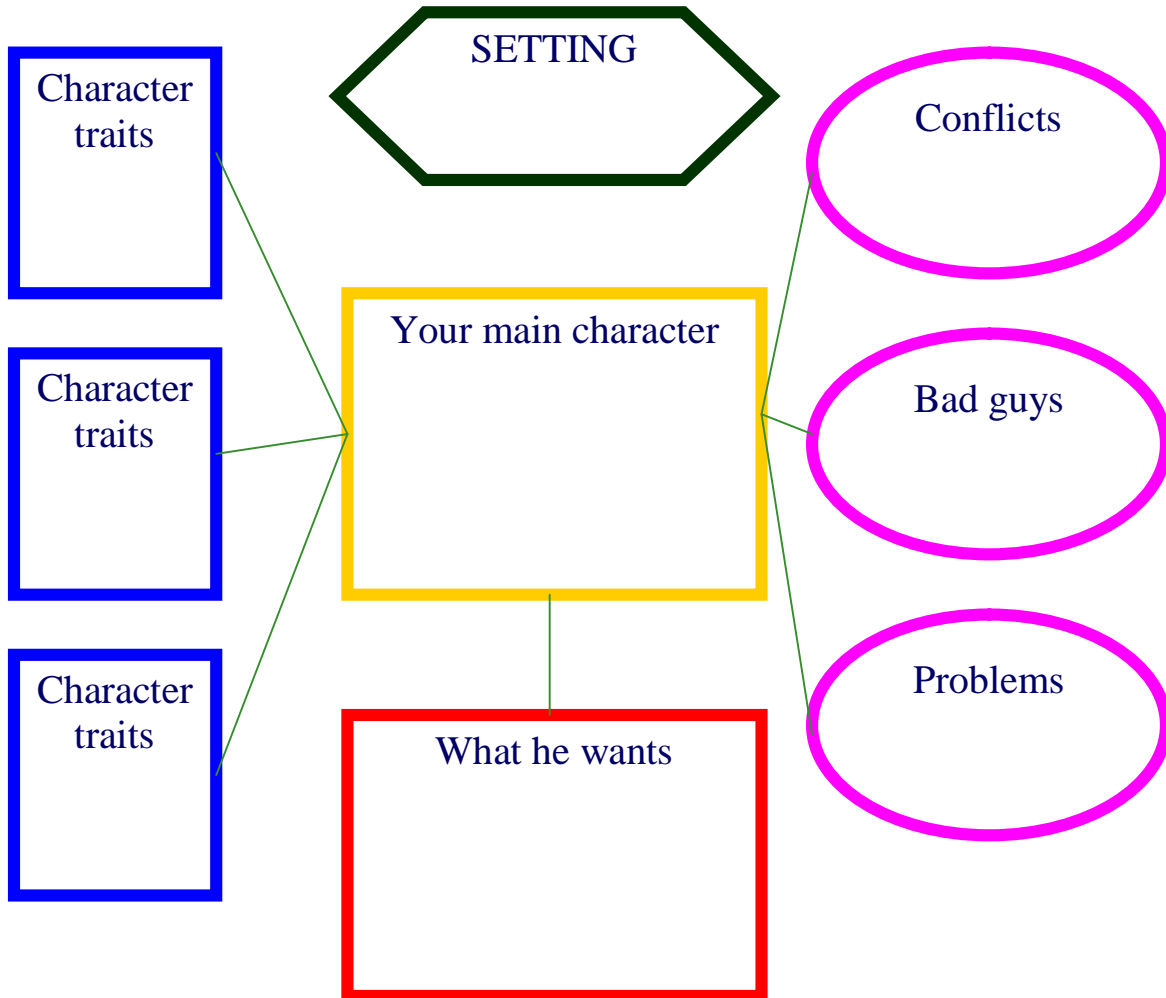 SETTING
Character
traits
Conflicts
Your main character
Character
traits
Bad guys
Character
traits
Problems
What he wants